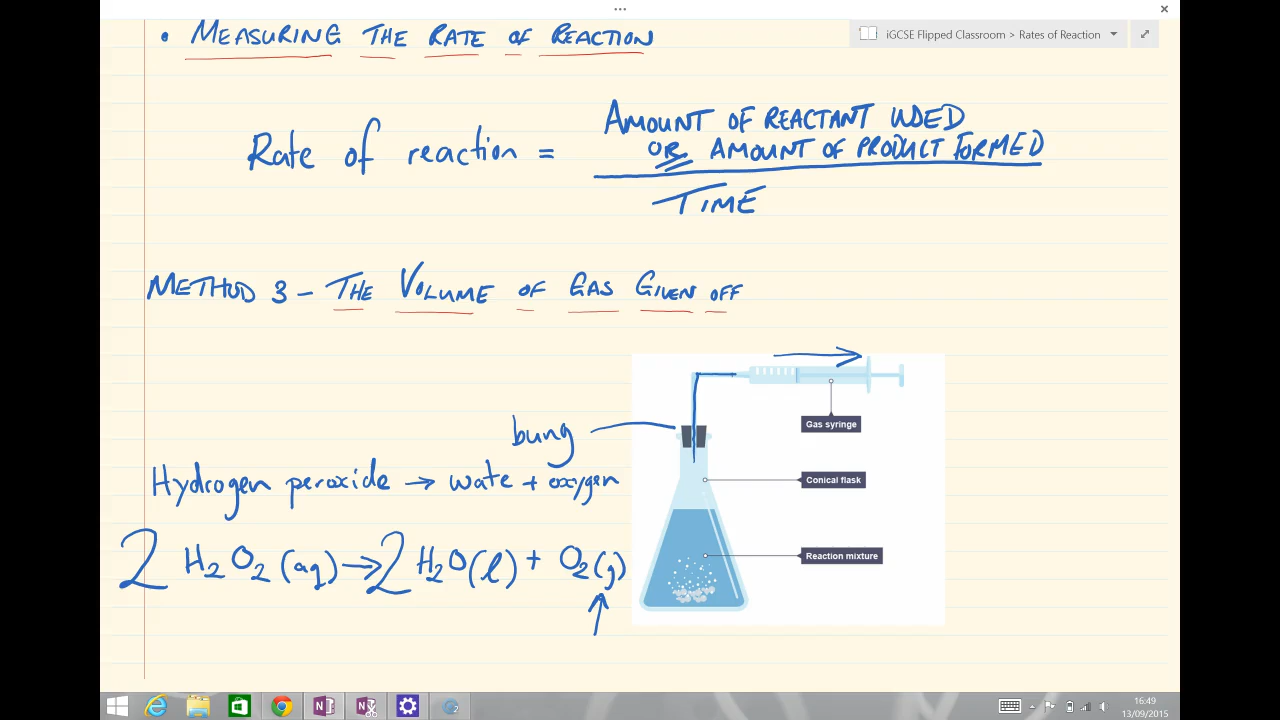 • MEASURING THE RATE OF REACTION
iGCSE Flipped Classroom > Rates of Reaction
AMOUNT OF REACTANT USED
Rate of reaction =
OR AMOUNT OF PRODUCT FORMED
TIME
METHOD 3 - THE VOLUME OF GAS GIVEN OFF
Gas syringe
bung
Hydrogen peroxide → wate + oxygen
Conical flask
2 H₂O₂ (aq) → 2 H₂O (l) + O₂ (g)
Reaction mixture
16:49
13/09/2015